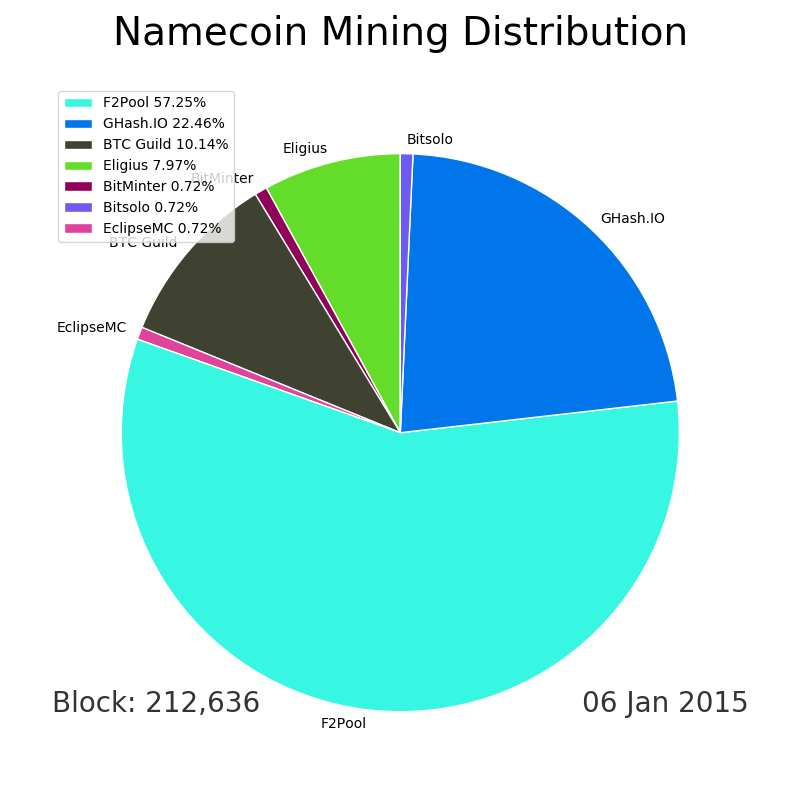 Namecoin Mining Distribution
F2Pool 57.25%
GHash.IO 22.46%
BTC Guild 10.14%
Eligius 7.97%
BitMinter 0.72%
Bitsolo 0.72%
EclipseMC 0.72%
Bitsolo
Eligius
BitMinter
GHash.IO
BTC Guild
EclipseMC
F2Pool
Block: 212,636
06 Jan 2015